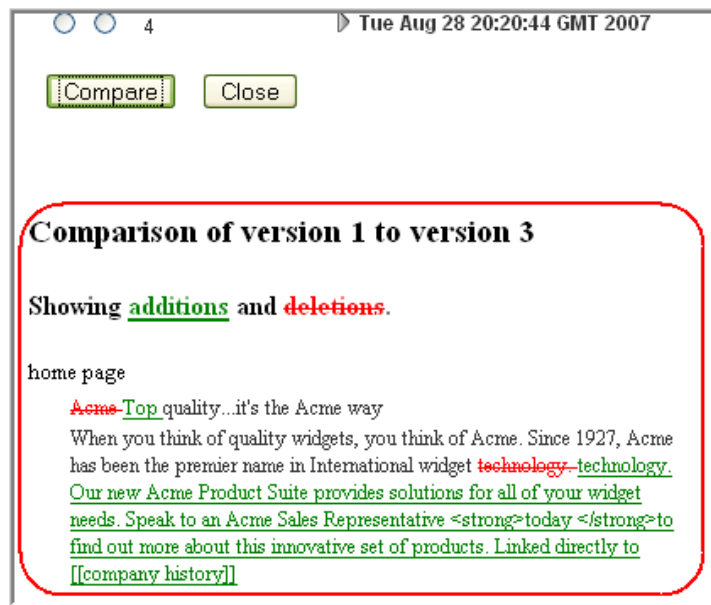 4 Tue Aug 28 20:20:44 GMT 2007
Compare Close
Comparison of version 1 to version 3
Showing additions and deletions.
home page
Acme Top quality...it's the Acme way
When you think of quality widgets, you think of Acme. Since 1927, Acme
has been the premier name in International widget technology. technology.
Our new Acme Product Suite provides solutions for all of your widget
needs. Speak to an Acme Sales Representative <strong>today </strong>to
find out more about this innovative set of products. Linked directly to
[[company history]]